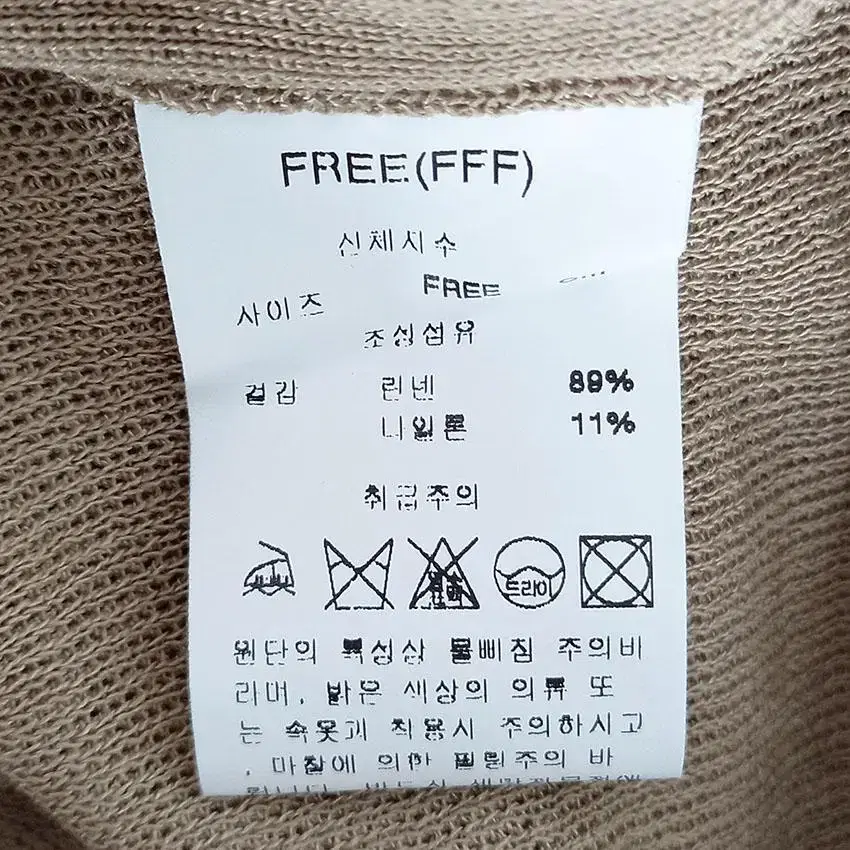 FREE(FFF)
신체치수
FREE
사이즈
조성섬유
겉감 린넨 89%
나일론 11%
취급주의
드라이
원단의 특성상 물빠짐 주의바
라며, 밝은 색상의 의류 또
는 속옷과 착용시 주의하시고
, 마찰에 의한 필링주의 바